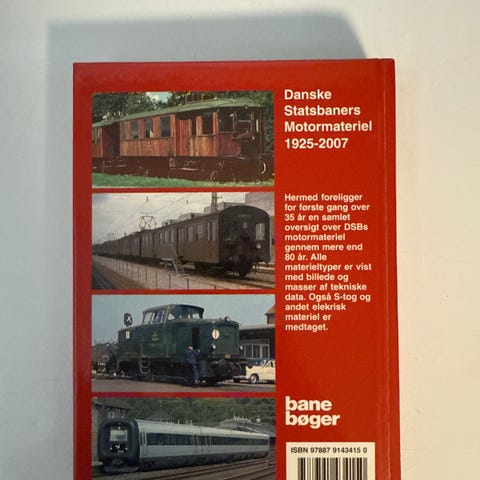 Danske
Statsbaners
Motormateriel
1925-2007
Hermed foreligger
for første gang over
35 år en samlet
oversigt over DSBs
motormateriel
gennem mere end
80 år. Alle
materieltyper er vist
med billede og
masser af tekniske
data. Også S-tog og
andet elekrisk
materiel er
medtaget.
bane
bøger
ISBN 97887 9143415 0